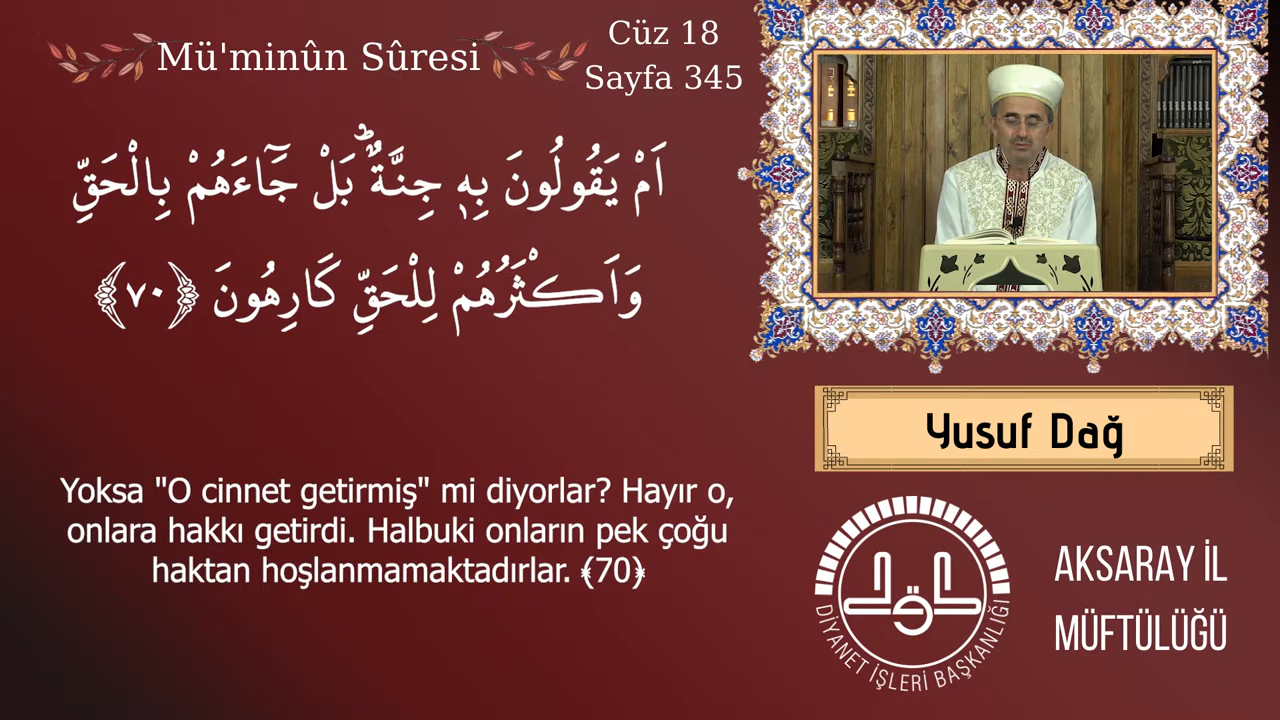 Mü'minûn Sûresi
Cüz 18
Sayfa 345
اَمْ يَقُولُونَ بِه۪ جِنَّةٌۜ بَلْ جَٓاءَهُمْ بِالْحَقِّ
وَاَكْثَرُهُمْ لِلْحَقِّ كَارِهُونَ ﴿٧٠﴾
Yoksa "O cinnet getirmiş" mi diyorlar? Hayır o,
onlara hakkı getirdi. Halbuki onların pek çoğu
haktan hoşlanmamaktadırlar. ﴾70﴿
Yusuf Dağ
DİYANET İŞLERİ BAŞKANLIĞI
AKSARAY İL
MÜFTÜLÜĞÜ